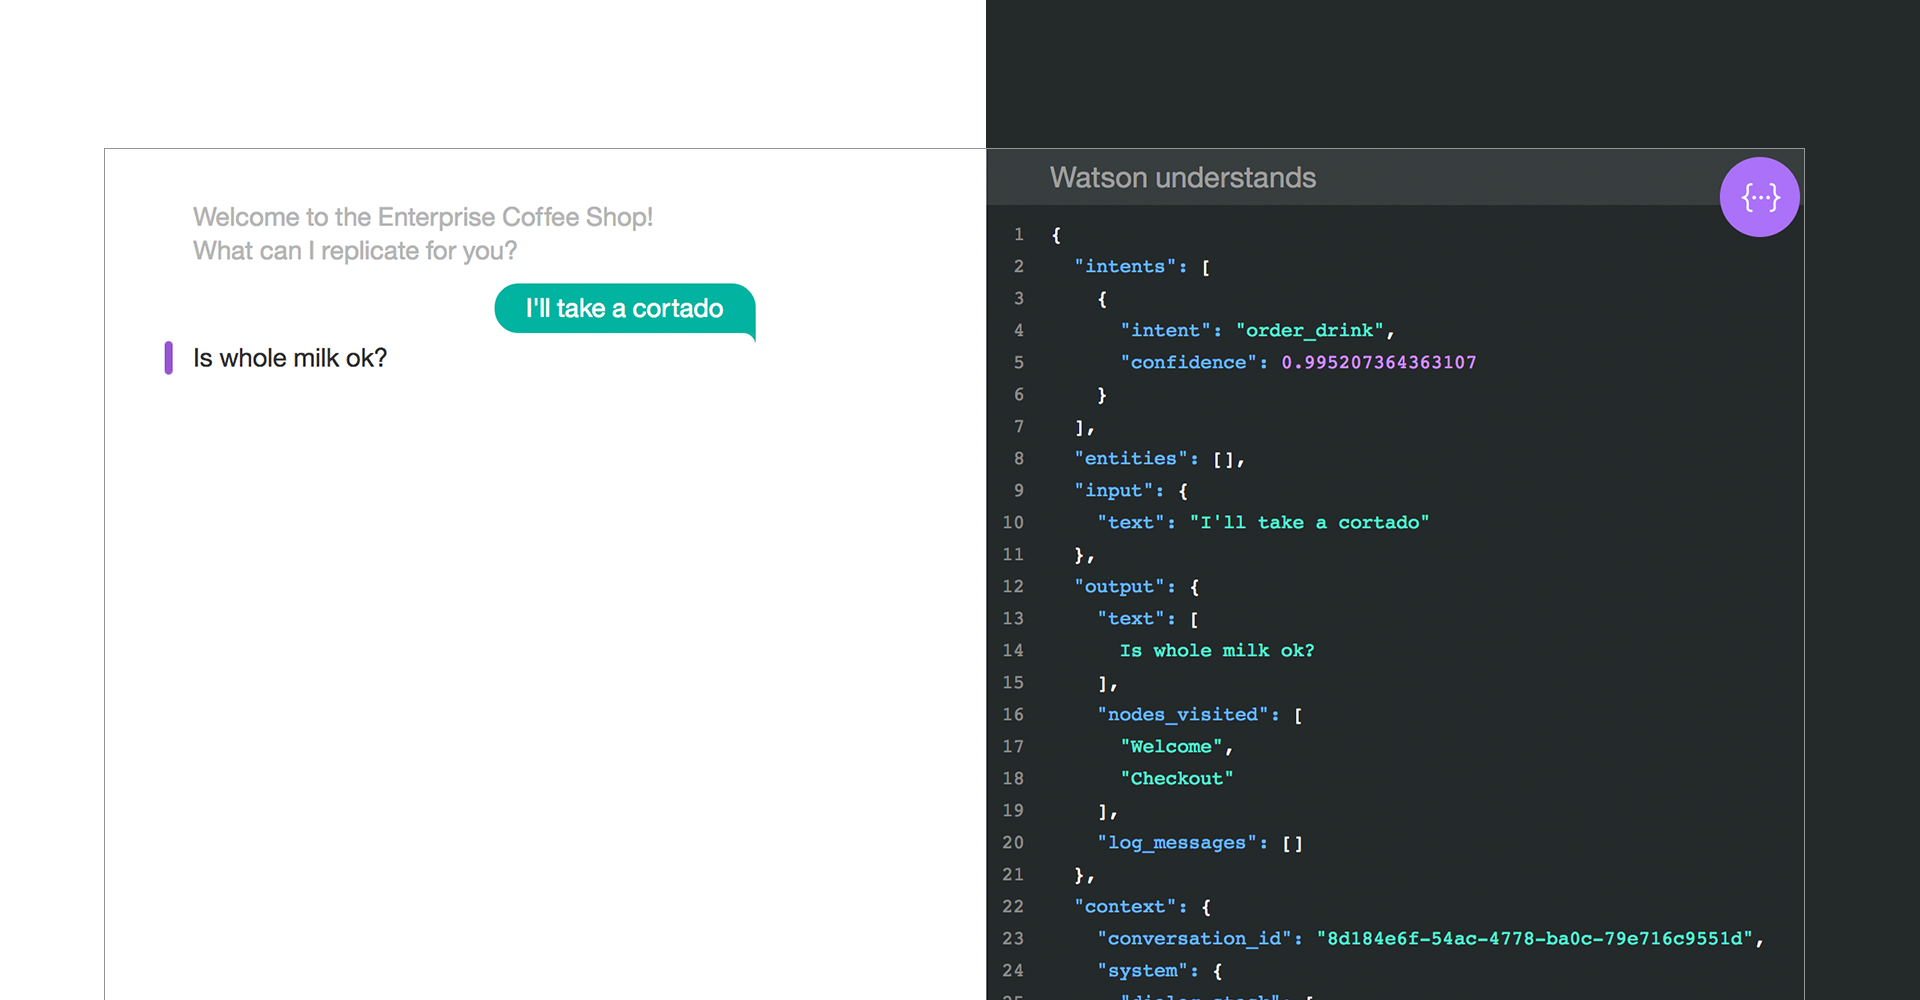 Welcome to the Enterprise Coffee Shop!
What can I replicate for you?
I'll take a cortado
Is whole milk ok?
Watson understands
{···}
1 {
2 "intents": [
3 {
4 "intent": "order_drink",
5 "confidence": 0.995207364363107
6 }
7 ],
8 "entities": [],
9 "input": {
10 "text": "I'll take a cortado"
11 },
12 "output": {
13 "text": [
14 Is whole milk ok?
15 ],
16 "nodes_visited": [
17 "Welcome",
18 "Checkout"
19 ],
20 "log_messages": []
21 },
22 "context": {
23 "conversation_id": "8d184e6f-54ac-4778-ba0c-79e716c9551d",
24 "system": {